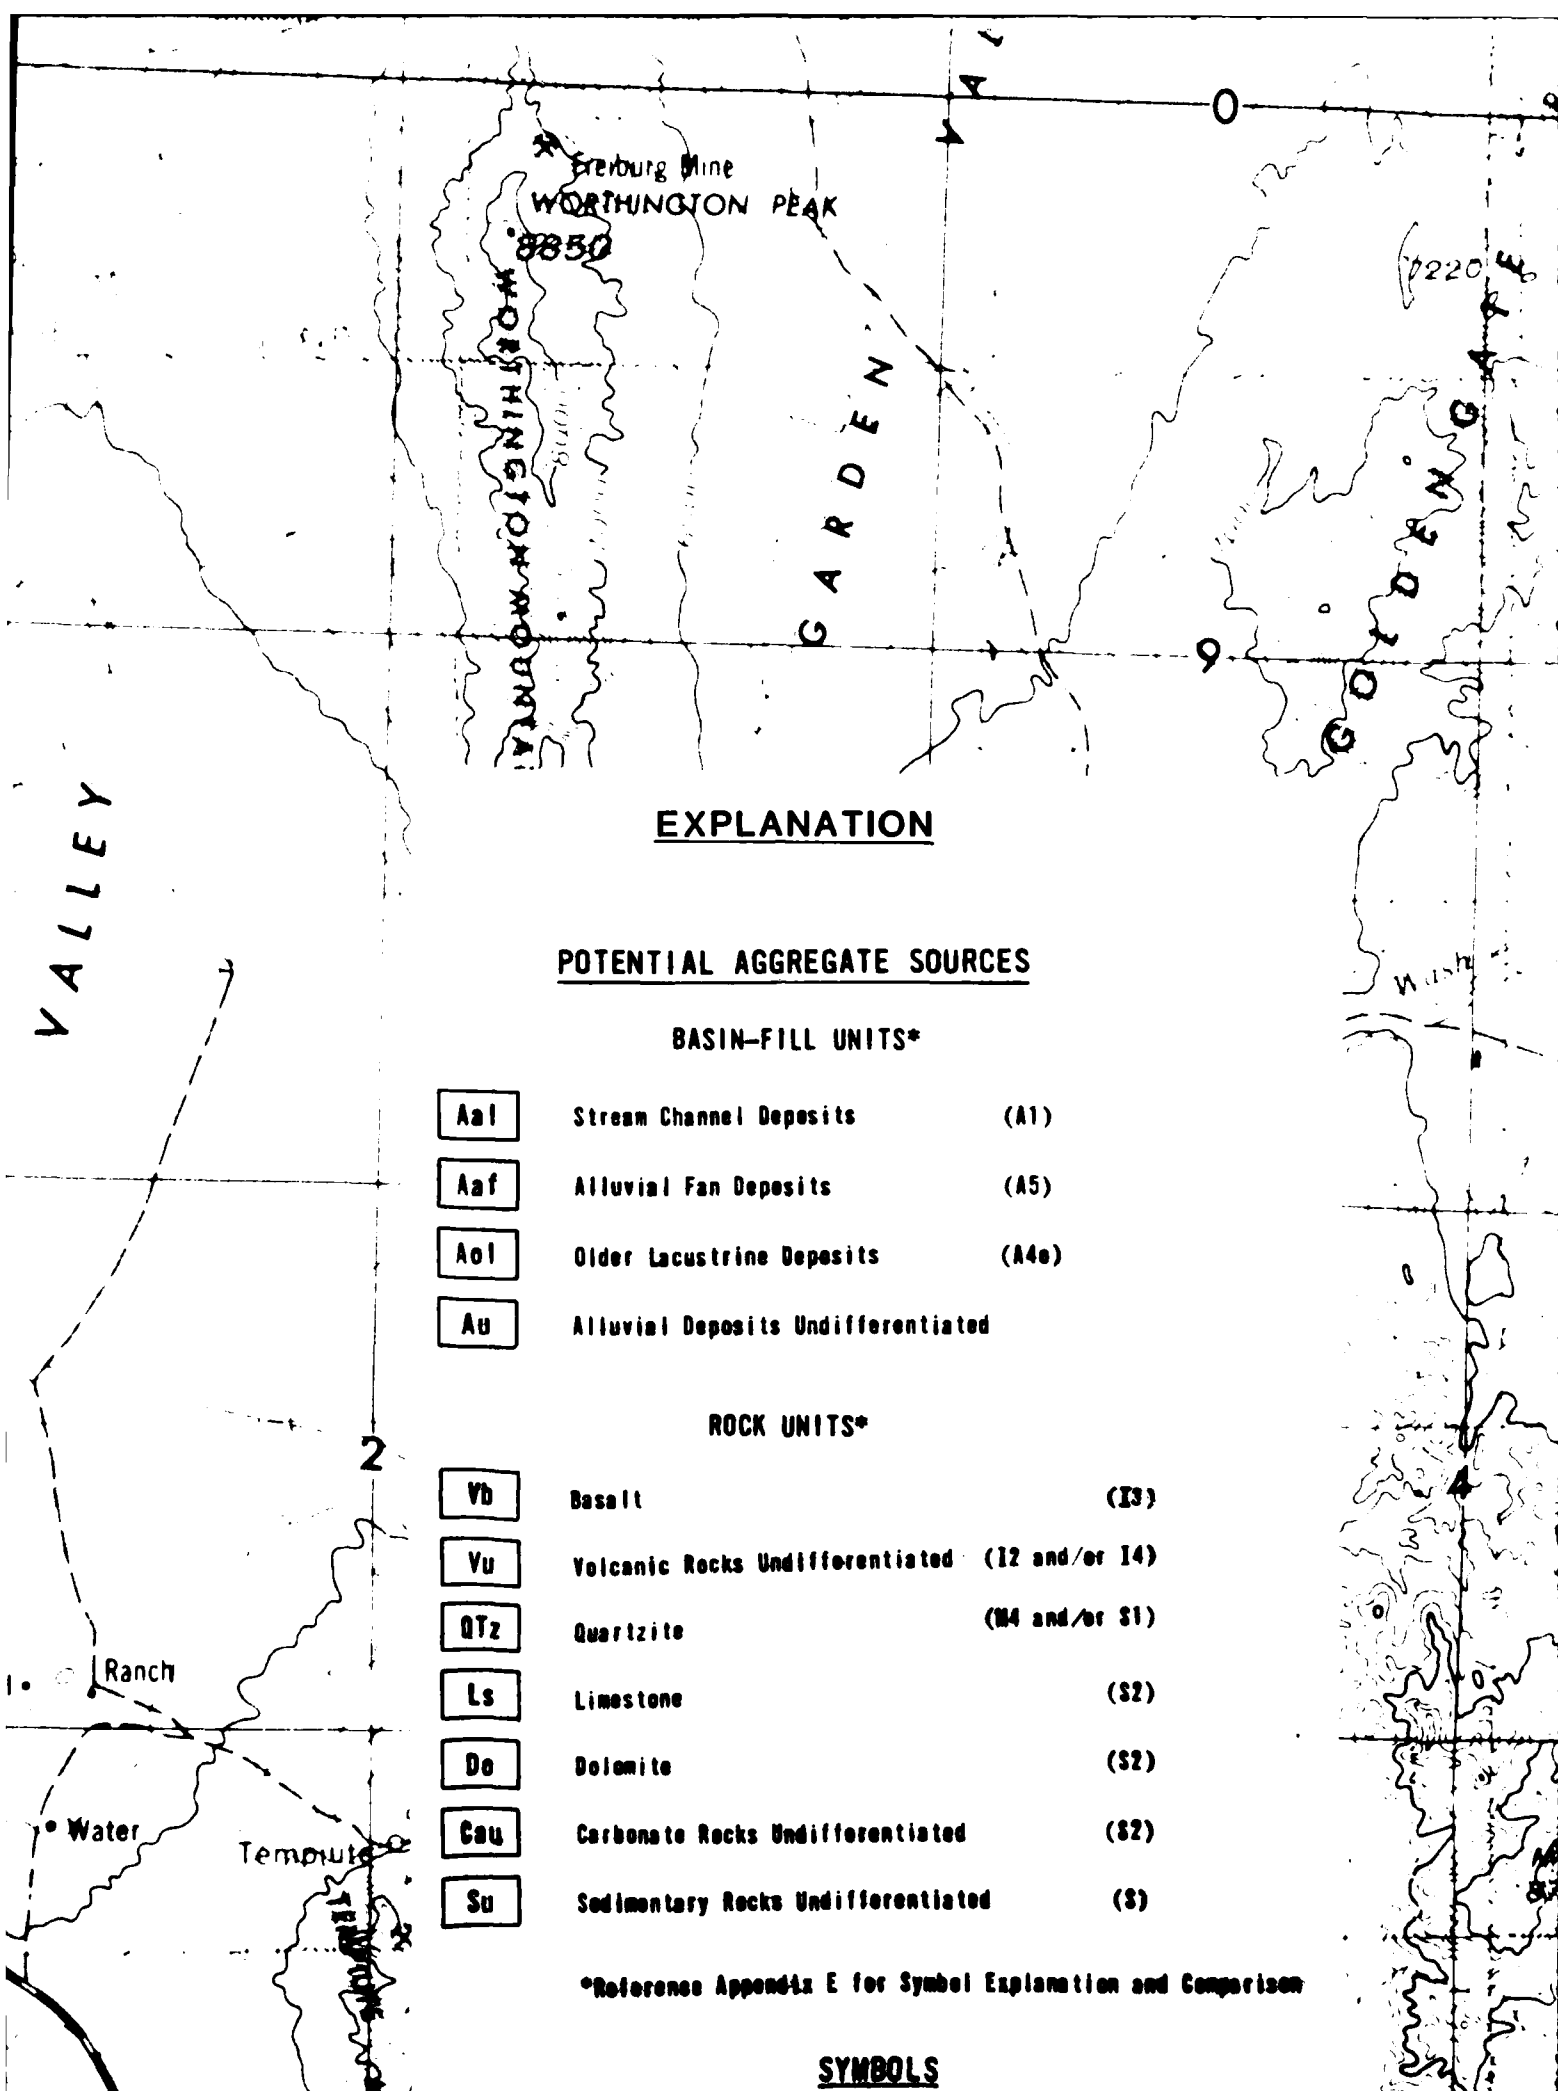 0
Freiburg Mine
WORTHINGTON PEAK
8850
7220
WORTHINGTON MOUNTAI
GARDEN
GOLDEN GATE
9
VALLEY
EXPLANATION
POTENTIAL AGGREGATE SOURCES
Wash
BASIN-FILL UNITS*
Aal Stream Channel Deposits (A1)
Aaf Alluvial Fan Deposits (A5)
Aol Older Lacustrine Deposits (A4o)
Au Alluvial Deposits Undifferentiated
ROCK UNITS*
2
4
Vb Basalt (I3)
Vu Volcanic Rocks Undifferentiated (I2 and/or I4)
QTz Quartzite (M4 and/or S1)
Ranch
Ls Limestone (S2)
Do Dolomite (S2)
Water
Cau Carbonate Rocks Undifferentiated (S2)
Tempiute
Su Sedimentary Rocks Undifferentiated (S)
*Reference Appendix E for Symbol Explanation and Comparison
SYMBOLS